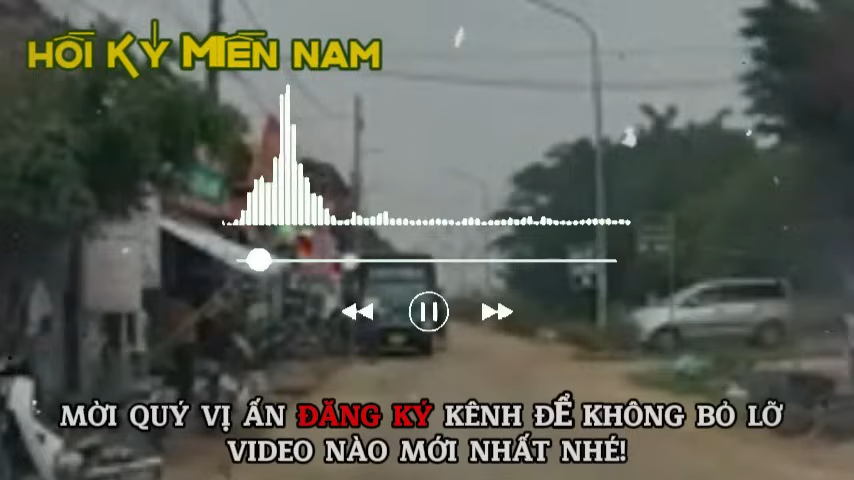 HỒI KÝ MIỀN NAM
MỜI QUÝ VỊ ẤN ĐĂNG KÝ KÊNH ĐỂ KHÔNG BỎ LỠ
VIDEO NÀO MỚI NHẤT NHÉ!